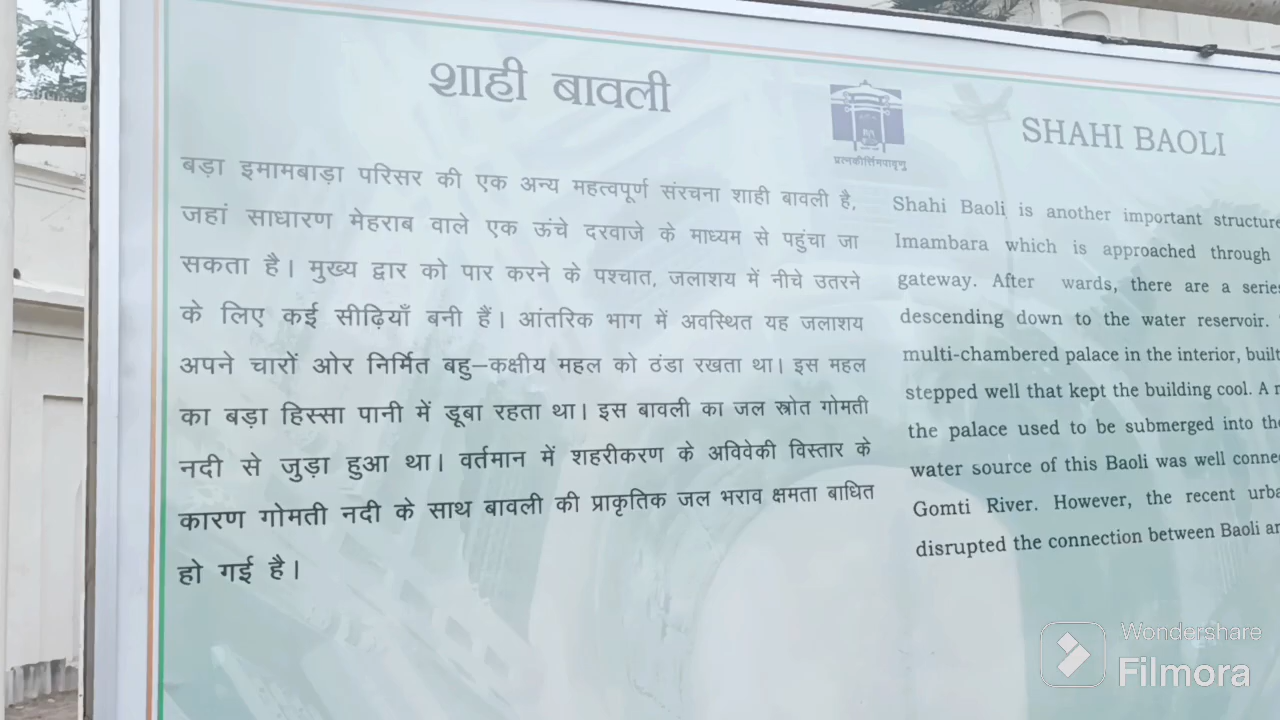 शाही बावली
बड़ा इमामबाड़ा परिसर की एक अन्य महत्वपूर्ण संरचना शाही बावली है,
जहां साधारण मेहराब वाले एक ऊंचे दरवाजे के माध्यम से पहुंचा जा
सकता है। मुख्य द्वार को पार करने के पश्चात, जलाशय में नीचे उतरने
के लिए कई सीढ़ियाँ बनी हैं। आंतरिक भाग में अवस्थित यह जलाशय
अपने चारों ओर निर्मित बहु–कक्षीय महल को ठंडा रखता था। इस महल
का बड़ा हिस्सा पानी में डूबा रहता था। इस बावली का जल स्त्रोत गोमती
नदी से जुड़ा हुआ था। वर्तमान में शहरीकरण के अविवेकी विस्तार के
कारण गोमती नदी के साथ बावली की प्राकृतिक जल भराव क्षमता बाधित
हो गई है।
SHAHI BAOLI
Shahi Baoli is another important structure
Imambara which is approached through
gateway. After wards, there are a
descending down to the water reservoir.
multi-chambered palace in the interior, built
stepped well that kept the building cool. A
the palace used to be submerged into
water source of this Baoli was well
Gomti River. However, the recent
disrupted the connection between Baoli
Wondershare
Filmora